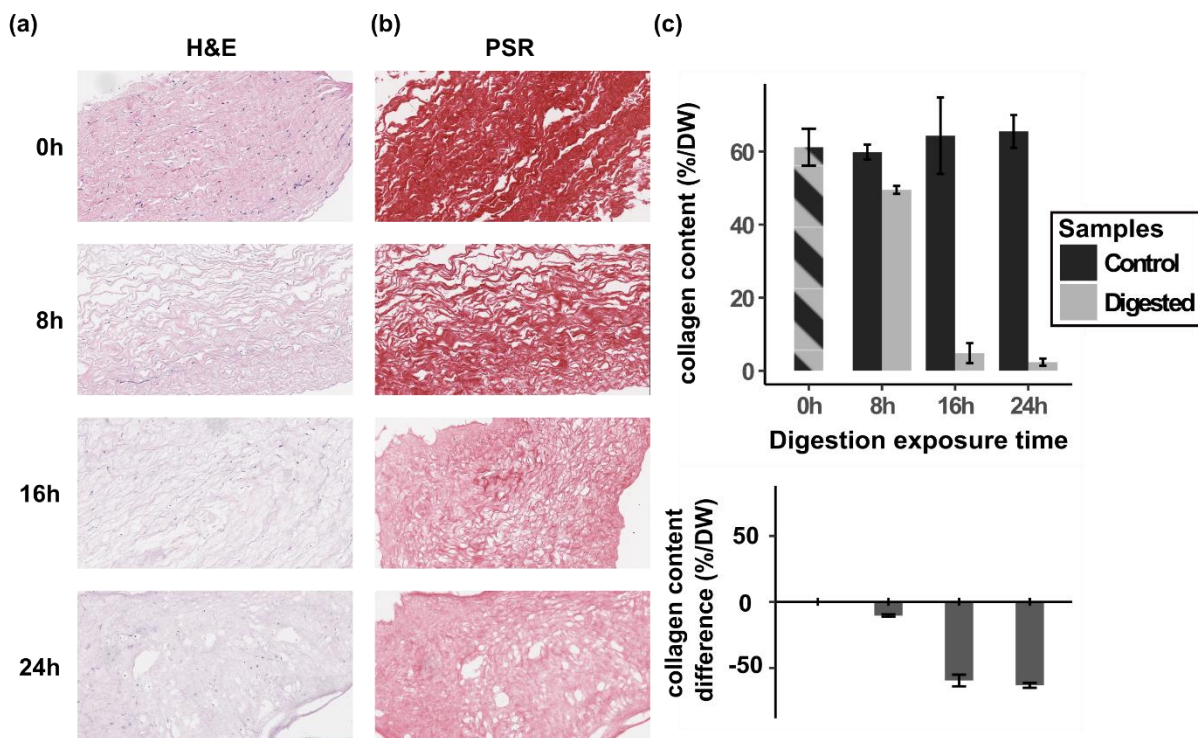 (a)
H&E
0h
8h
16h
24h
(b)
PSR
(c)
collagen content (%/DW)
60
40
20
0
0h 8h 16h 24h
Digestion exposure time
Samples
Control
Digested
collagen content
difference (%/DW)
50
0
-50